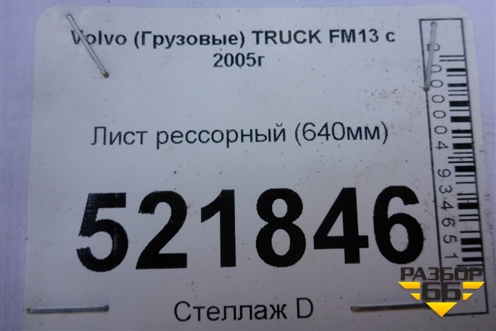 Volvo (Грузовые) TRUCK FM13 с
2005г
Лист рессорный (640мм)
521846
Стеллаж D
РАЗБОР
66